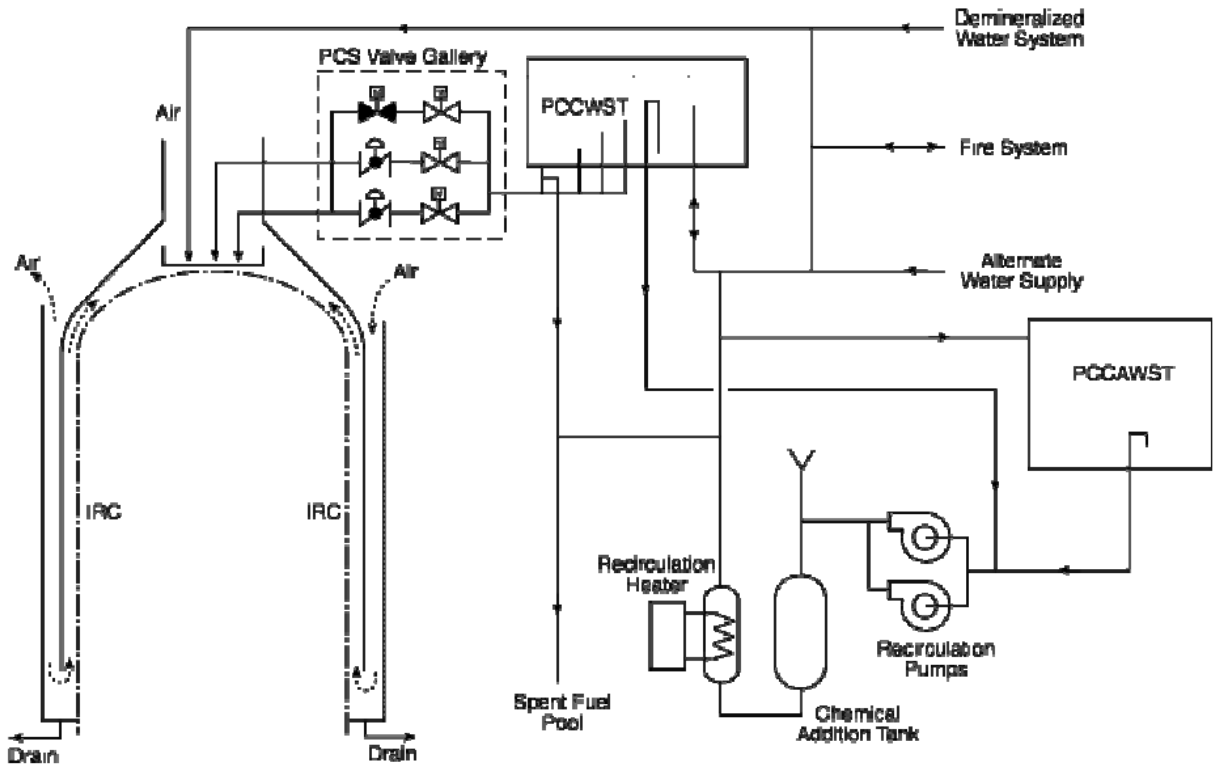 Demineralized
Water System
PCS Valve Gallery
Air
PCCWST
Fire System
Air
Air
Alternate
Water Supply
PCCAWST
IRC
IRC
Recirculation
Heater
Recirculation
Pumps
Spent Fuel
Pool
Chemical
Addition Tank
Drain
Drain